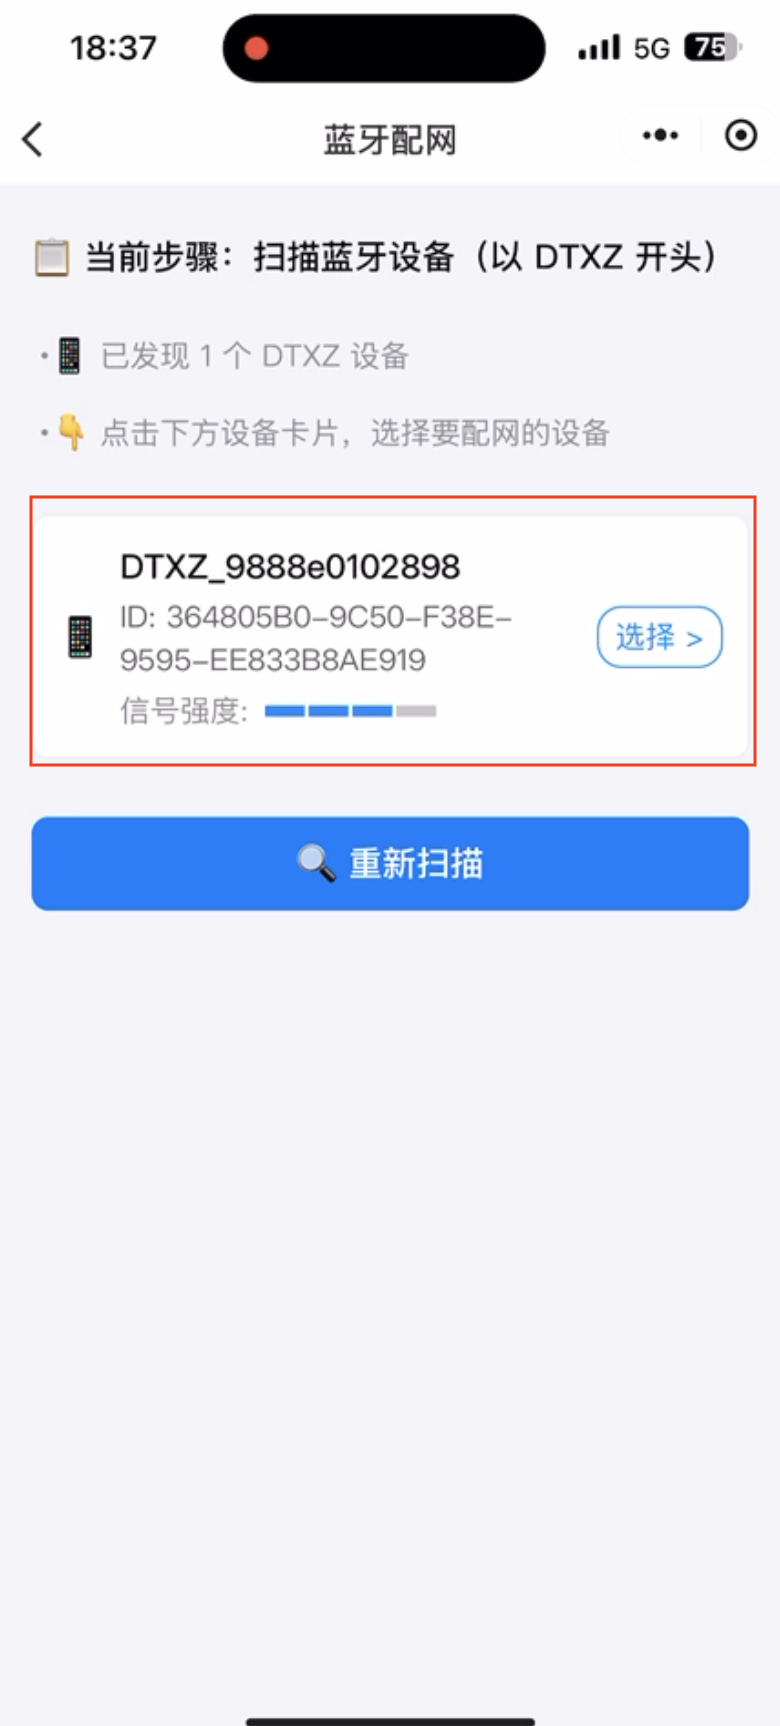 18:37
5G
75
蓝牙配网
当前步骤：扫描蓝牙设备（以 DTXZ 开头）
已发现 1 个 DTXZ 设备
点击下方设备卡片，选择要配网的设备
DTXZ_9888e0102898
ID: 364805B0-9C50-F38E-
9595-EE833B8AE919
选择 >
信号强度:
重新扫描